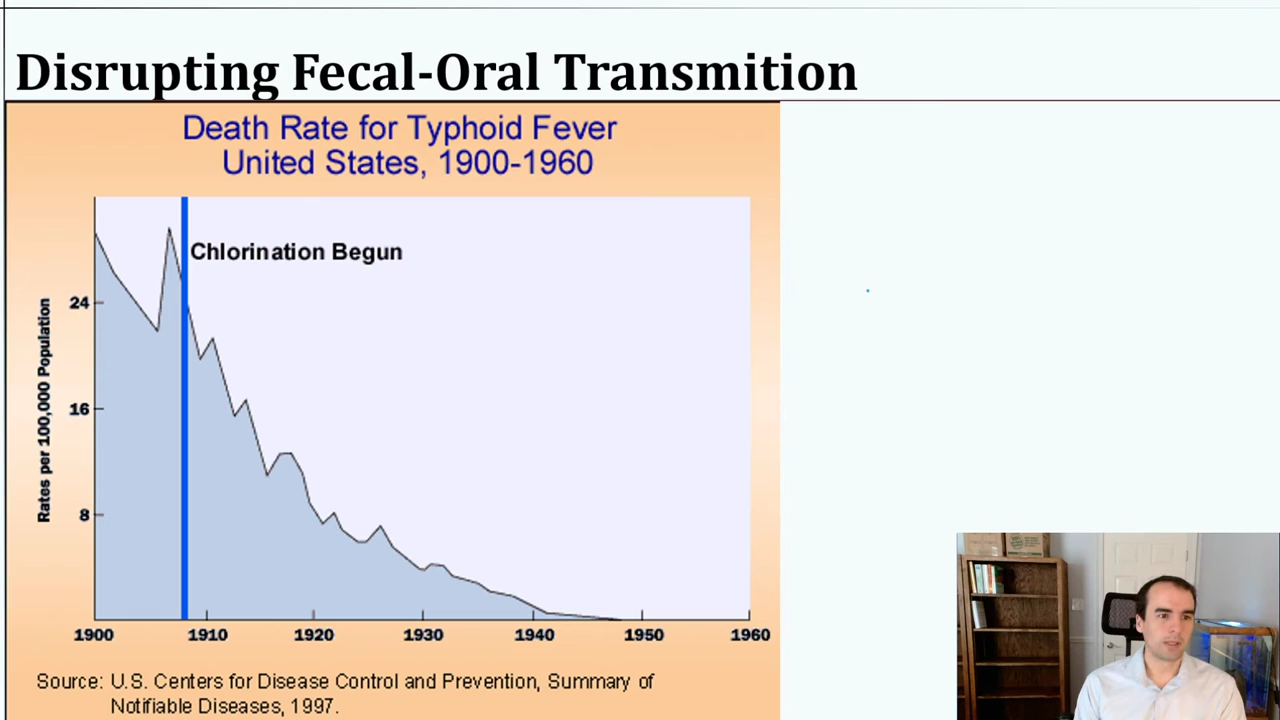 Disrupting Fecal-Oral Transmition
Death Rate for Typhoid Fever
United States, 1900-1960
Chlorination Begun
Rates per 100,000 Population
24
16
8
1900 1910 1920 1930 1940 1950 1960
Source: U.S. Centers for Disease Control and Prevention, Summary of
Notifiable Diseases, 1997.